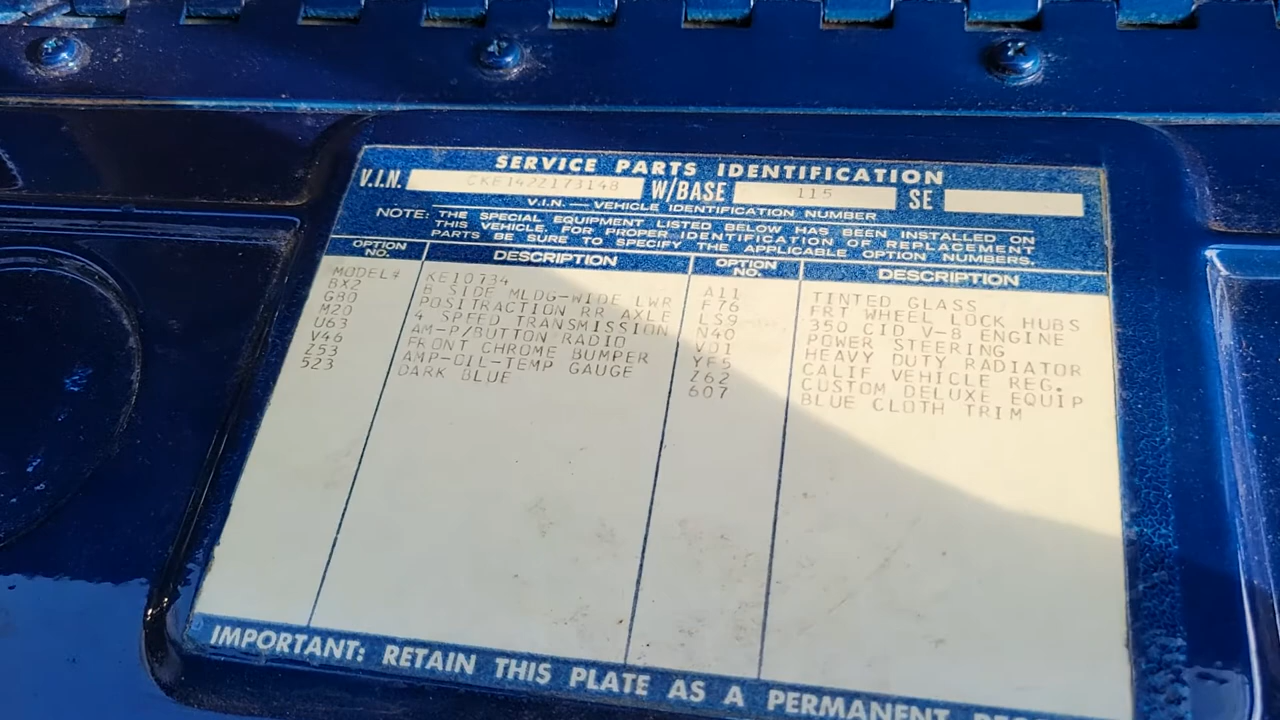 SERVICE PARTS IDENTIFICATION
V.I.N. CKE142Z173148 W/BASE 115 SE
V.I.N.—VEHICLE IDENTIFICATION NUMBER
NOTE: THE SPECIAL EQUIPMENT LISTED BELOW HAS BEEN INSTALLED ON
THIS VEHICLE. FOR PROPER IDENTIFICATION OF REPLACEMENT
PARTS BE SURE TO SPECIFY THE APPLICABLE OPTION NUMBERS.
OPTION NO. DESCRIPTION OPTION NO. DESCRIPTION
MODEL# KE10734
BX2 B SIDE MLDG-WIDE LWR A11 TINTED GLASS
G80 POSITRACTION RR AXLE F76 FRT WHEEL LOCK HUBS
M20 4 SPEED TRANSMISSION LS9 350 CID V-8 ENGINE
U63 AM-P/BUTTON RADIO N40 POWER STEERING
V46 FRONT CHROME BUMPER V01 HEAVY DUTY RADIATOR
Z53 AMP-OIL-TEMP GAUGE YF5 CALIF VEHICLE REG.
523 DARK BLUE Z62 CUSTOM DELUXE EQUIP
607 BLUE CLOTH TRIM
IMPORTANT: RETAIN THIS PLATE AS A PERMANENT